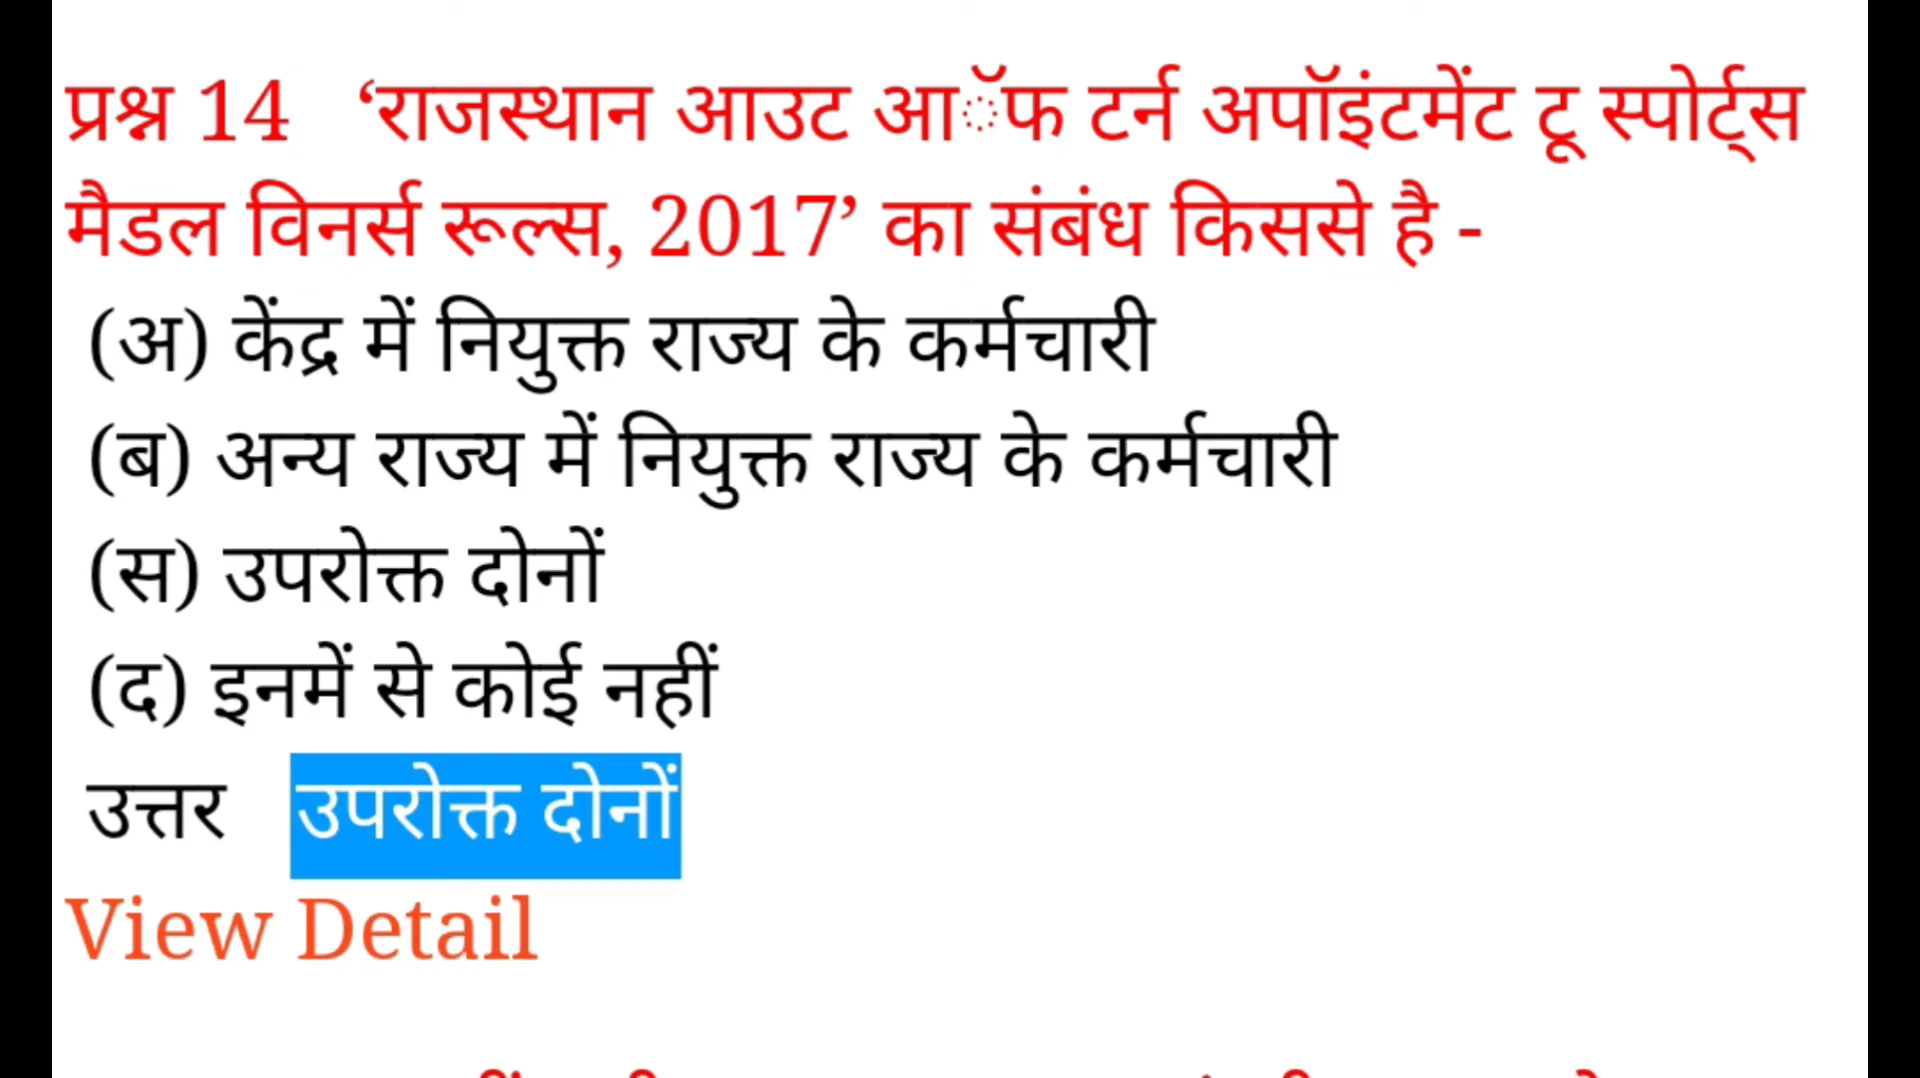 प्रश्न 14 ‘राजस्थान आउट आॅफ टर्न अपॉइंटमेंट टू स्पोर्ट्स
मैडल विनर्स रूल्स, 2017’ का संबंध किससे है -
(अ) केंद्र में नियुक्त राज्य के कर्मचारी
(ब) अन्य राज्य में नियुक्त राज्य के कर्मचारी
(स) उपरोक्त दोनों
(द) इनमें से कोई नहीं
उत्तर उपरोक्त दोनों
View Detail